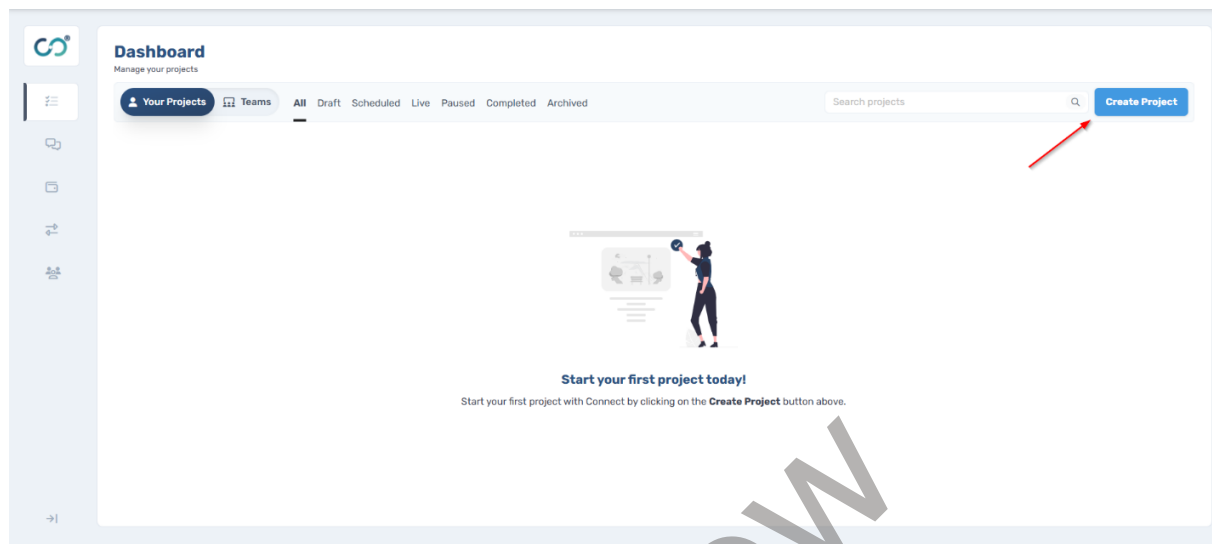 Dashboard
Manage your projects
Your Projects Teams All Draft Scheduled Live Paused Completed Archived Search projects Create Project
Start your first project today!
Start your first project with Connect by clicking on the Create Project button above.